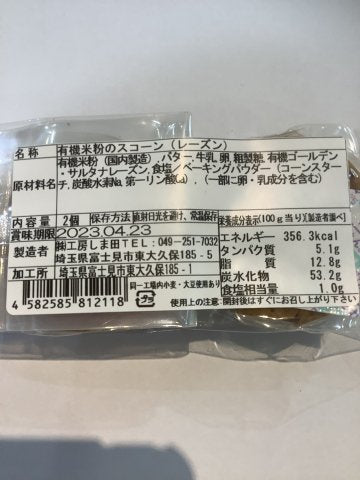 名称 有機米粉のスコーン（レーズン）
有機米粉（国内製造）,バター,牛乳,卵,粗製糖,有機ゴールデン
・サルタナレーズン,食塩／ベーキングパウダー（コーンスター
原材料名 チ,炭酸水素Na,第一リン酸Ca）,（一部に卵・乳成分を含む）
内容量 2個 保存方法 直射日光を避け、常温保存
賞味期限 2023.04.23
製造者 ㈱工房しま田TEL:049-251-7032
埼玉県富士見市東大久保185-5
加工所 埼玉県富士見市東大久保185-1
栄養成分表示(100g当り)[製造者調べ]
エネルギー 356.3kcal
タンパク質 5.1g
脂質 12.8g
炭水化物 53.2g
食塩相当量 1.0g
4582585812118
同一工場内小麦・大豆使用あり
使用上の注意 開封後はすぐにお召し上がり下さい